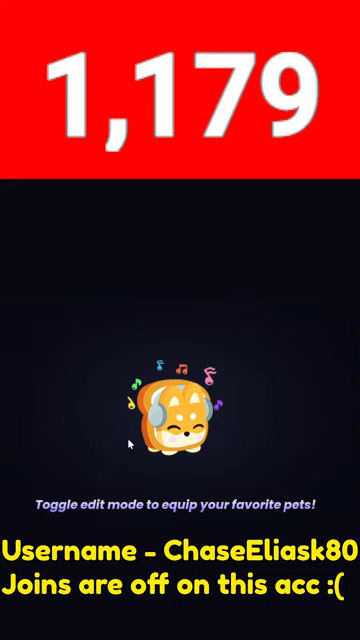 1,179
Toggle edit mode to equip your favorite pets!
Username - ChaseEliask80
Joins are off on this acc :(